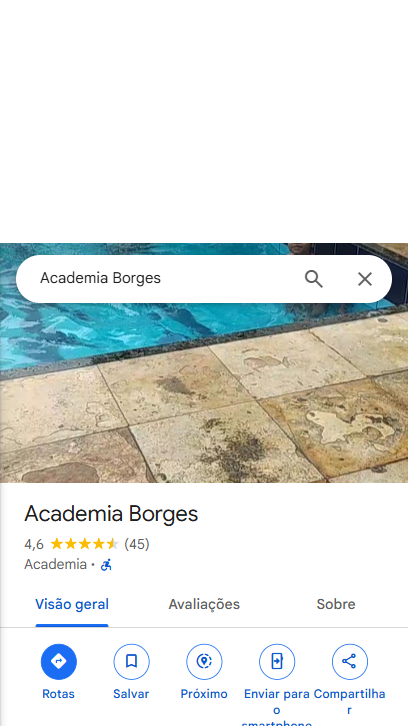 Academia Borges
Academia Borges
4,6 (45)
Academia ·
Visão geral Avaliações Sobre
Rotas Salvar Próximo Enviar para o smartphone Compartilhar